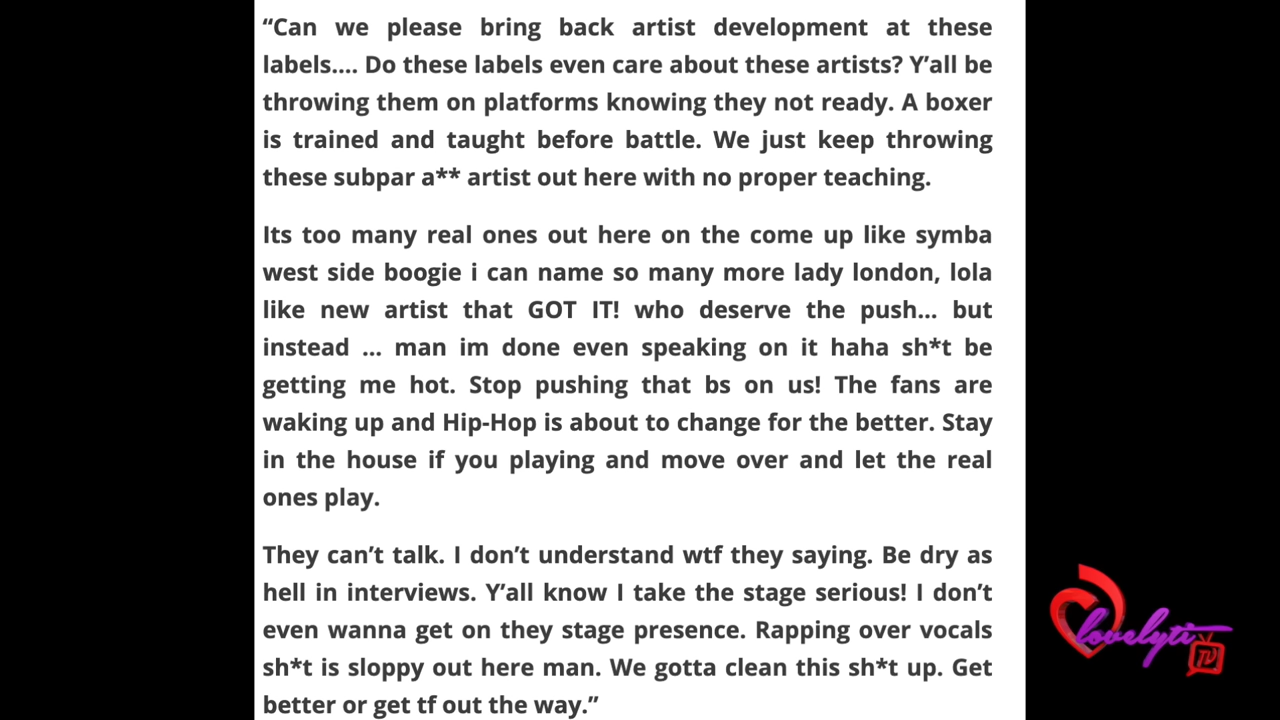 “Can we please bring back artist development at these
labels.... Do these labels even care about these artists? Y’all be
throwing them on platforms knowing they not ready. A boxer
is trained and taught before battle. We just keep throwing
these subpar a** artist out here with no proper teaching.
Its too many real ones out here on the come up like symba
west side boogie i can name so many more lady london, lola
like new artist that GOT IT! who deserve the push... but
instead ... man im done even speaking on it haha sh*t be
getting me hot. Stop pushing that bs on us! The fans are
waking up and Hip-Hop is about to change for the better. Stay
in the house if you playing and move over and let the real
ones play.
They can’t talk. I don’t understand wtf they saying. Be dry as
hell in interviews. Y’all know I take the stage serious! I don’t
even wanna get on they stage presence. Rapping over vocals
sh*t is sloppy out here man. We gotta clean this sh*t up. Get
better or get tf out the way.”
lovelyti
TV